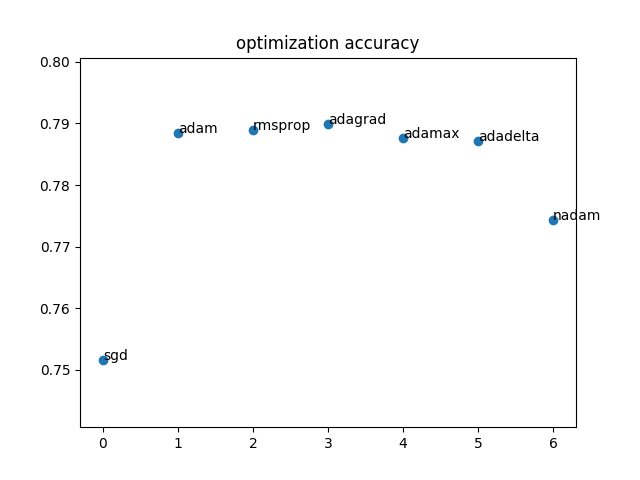 optimization accuracy
0.80
0.79
0.78
0.77
0.76
0.75
sgd
adam
rmsprop
adagrad
adamax
adadelta
nadam
0 1 2 3 4 5 6